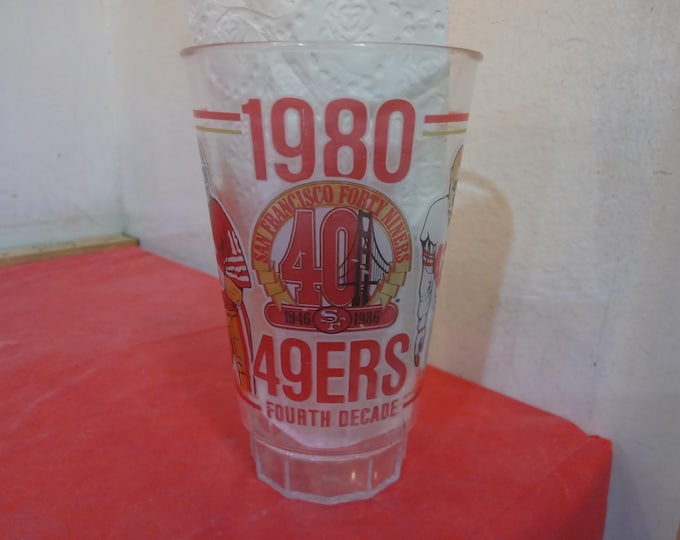 1980
SAN FRANCISCO FORTY NINERS
40
1946 SF 1986
49ERS
FOURTH DECADE